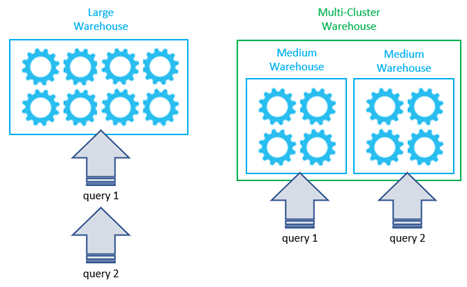 Large
Warehouse
query 1
query 2
Multi-Cluster
Warehouse
Medium
Warehouse
Medium
Warehouse
query 1
query 2